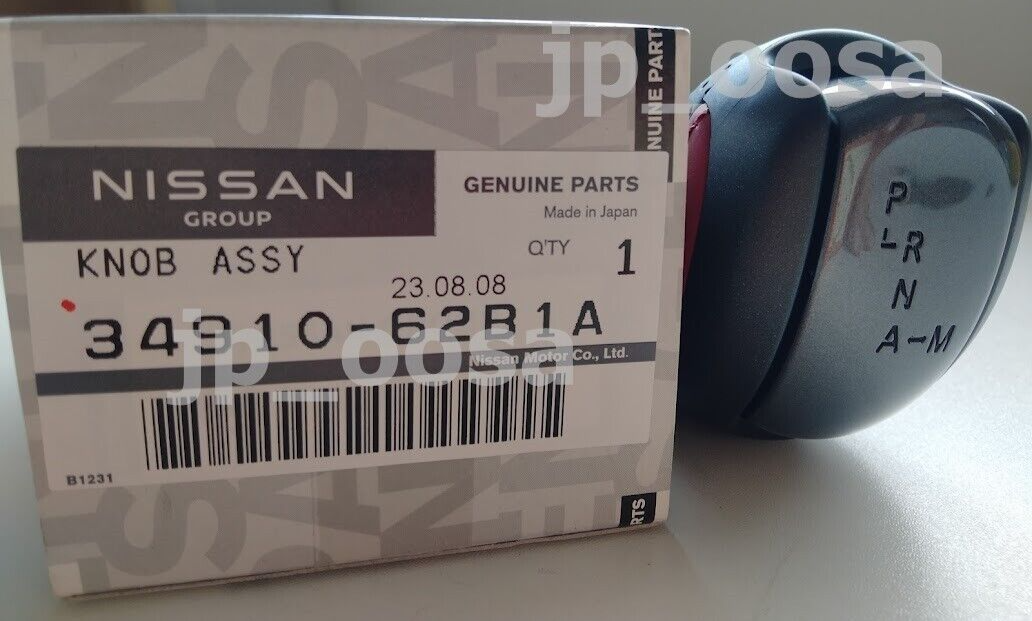 jp_oosa
NUINE PART
NISSAN
GROUP
GENUINE PARTS
Made in Japan
KNOB ASSY
Q'TY 1
23.08.08
34910-62B1A
Nissan Motor Co., Ltd.
jp_oosa
B1231
RTS
P
R
N
A-M